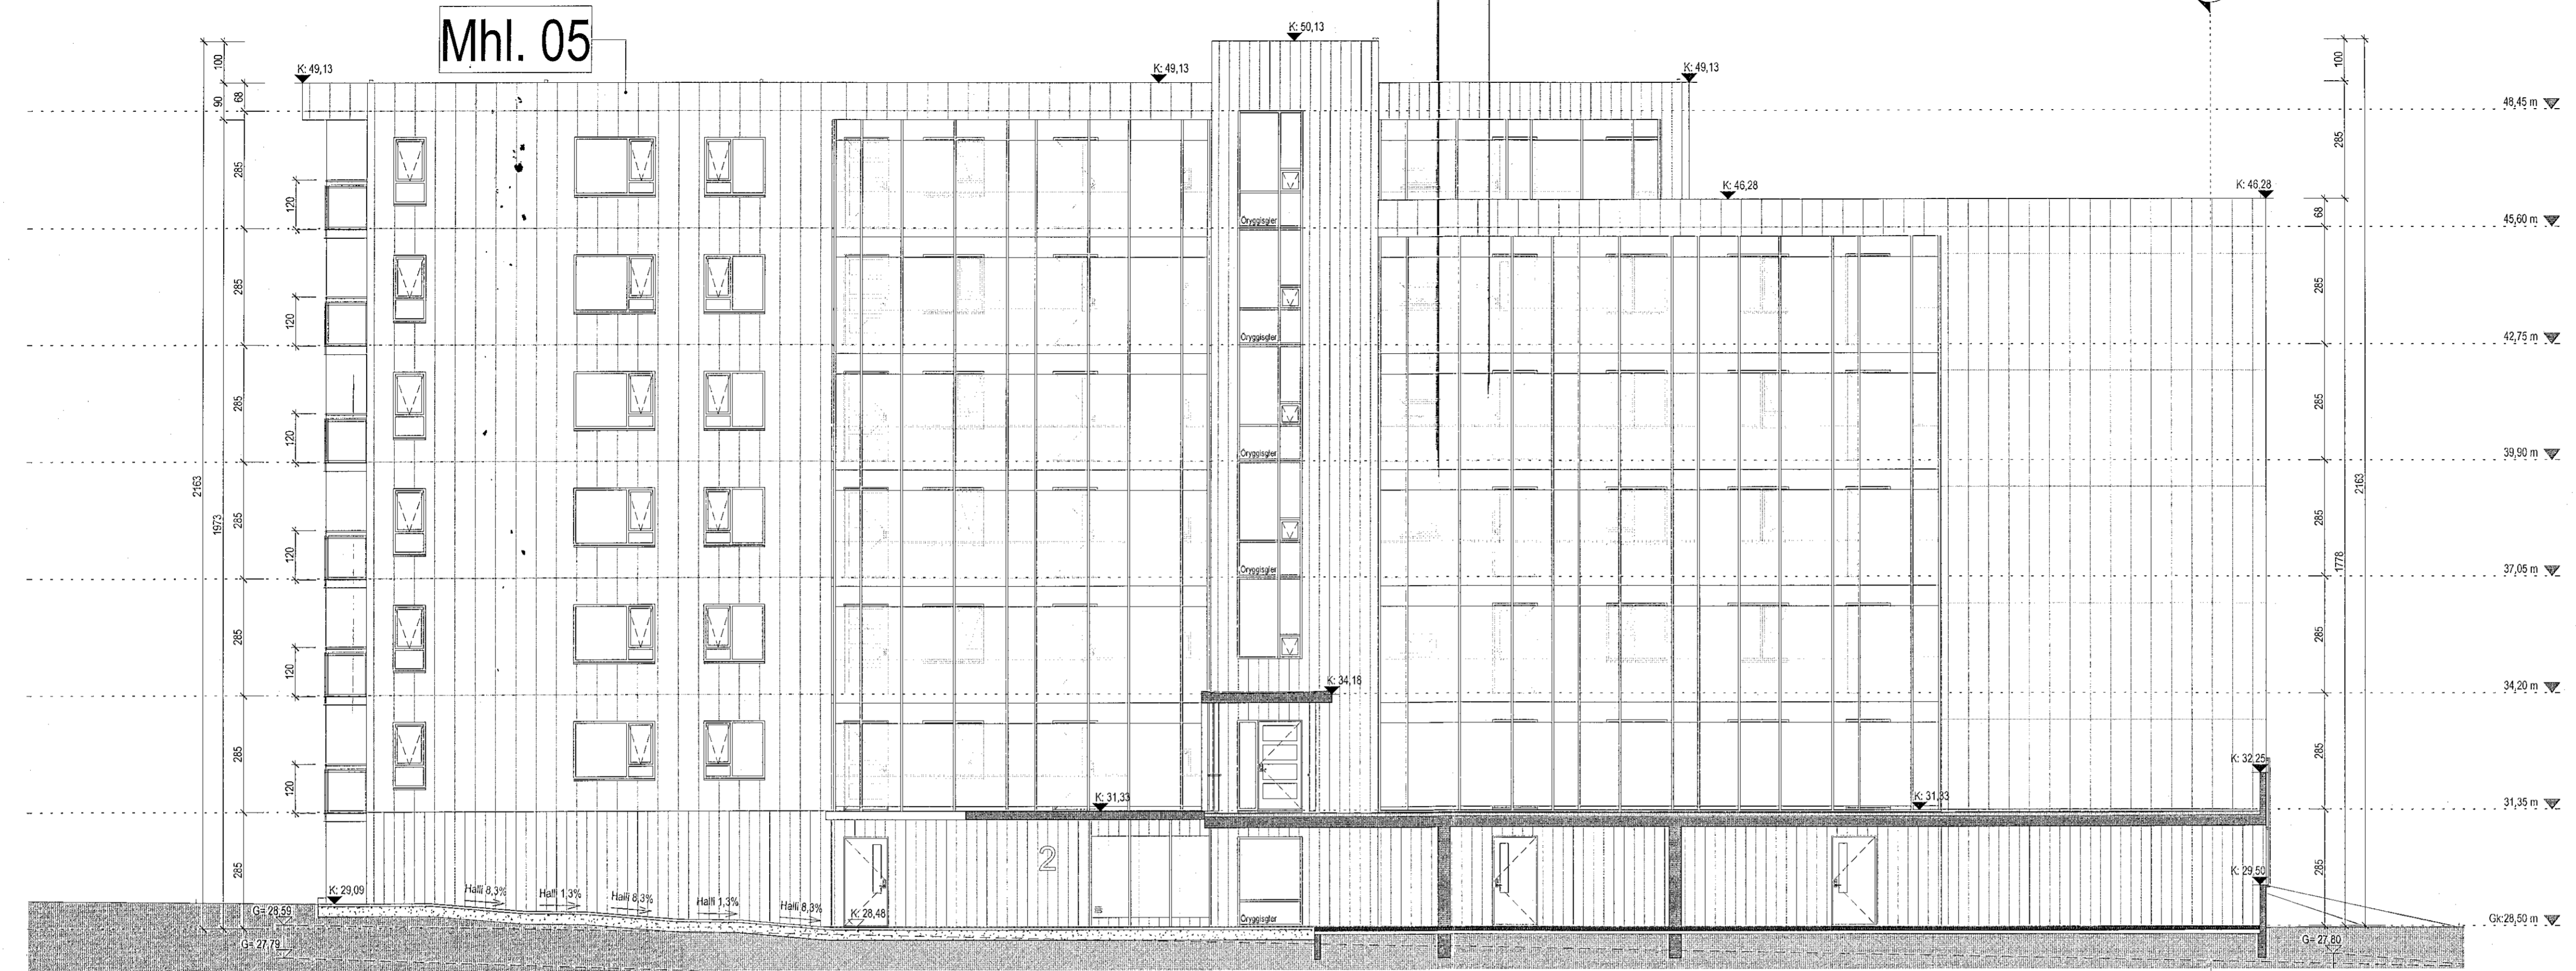 Mhl. 05
K: 50,13
K: 49,13
K: 49,13
K: 49,13
100
90
68
100
48,45 m
285
120
285
K: 46,28
K: 46,28
Öryggisgler
68
45,60 m
285
120
285
Öryggisgler
42,75 m
285
120
285
Öryggisgler
39,90 m
2163
1973
285
120
285
2163
1778
Öryggisgler
37,05 m
285
120
285
K: 34,18
34,20 m
285
120
285
K: 32,25
K: 31,33
K: 31,33
31,35 m
285
2
285
K: 29,50
K: 29,09
Halli 8,3%
Halli 1,3%
Halli 8,3%
Halli 1,3%
Halli 8,3%
K: 28,48
Öryggisgler
G= 28,59
Gk:28,50 m
G= 27,79
G= 27,80